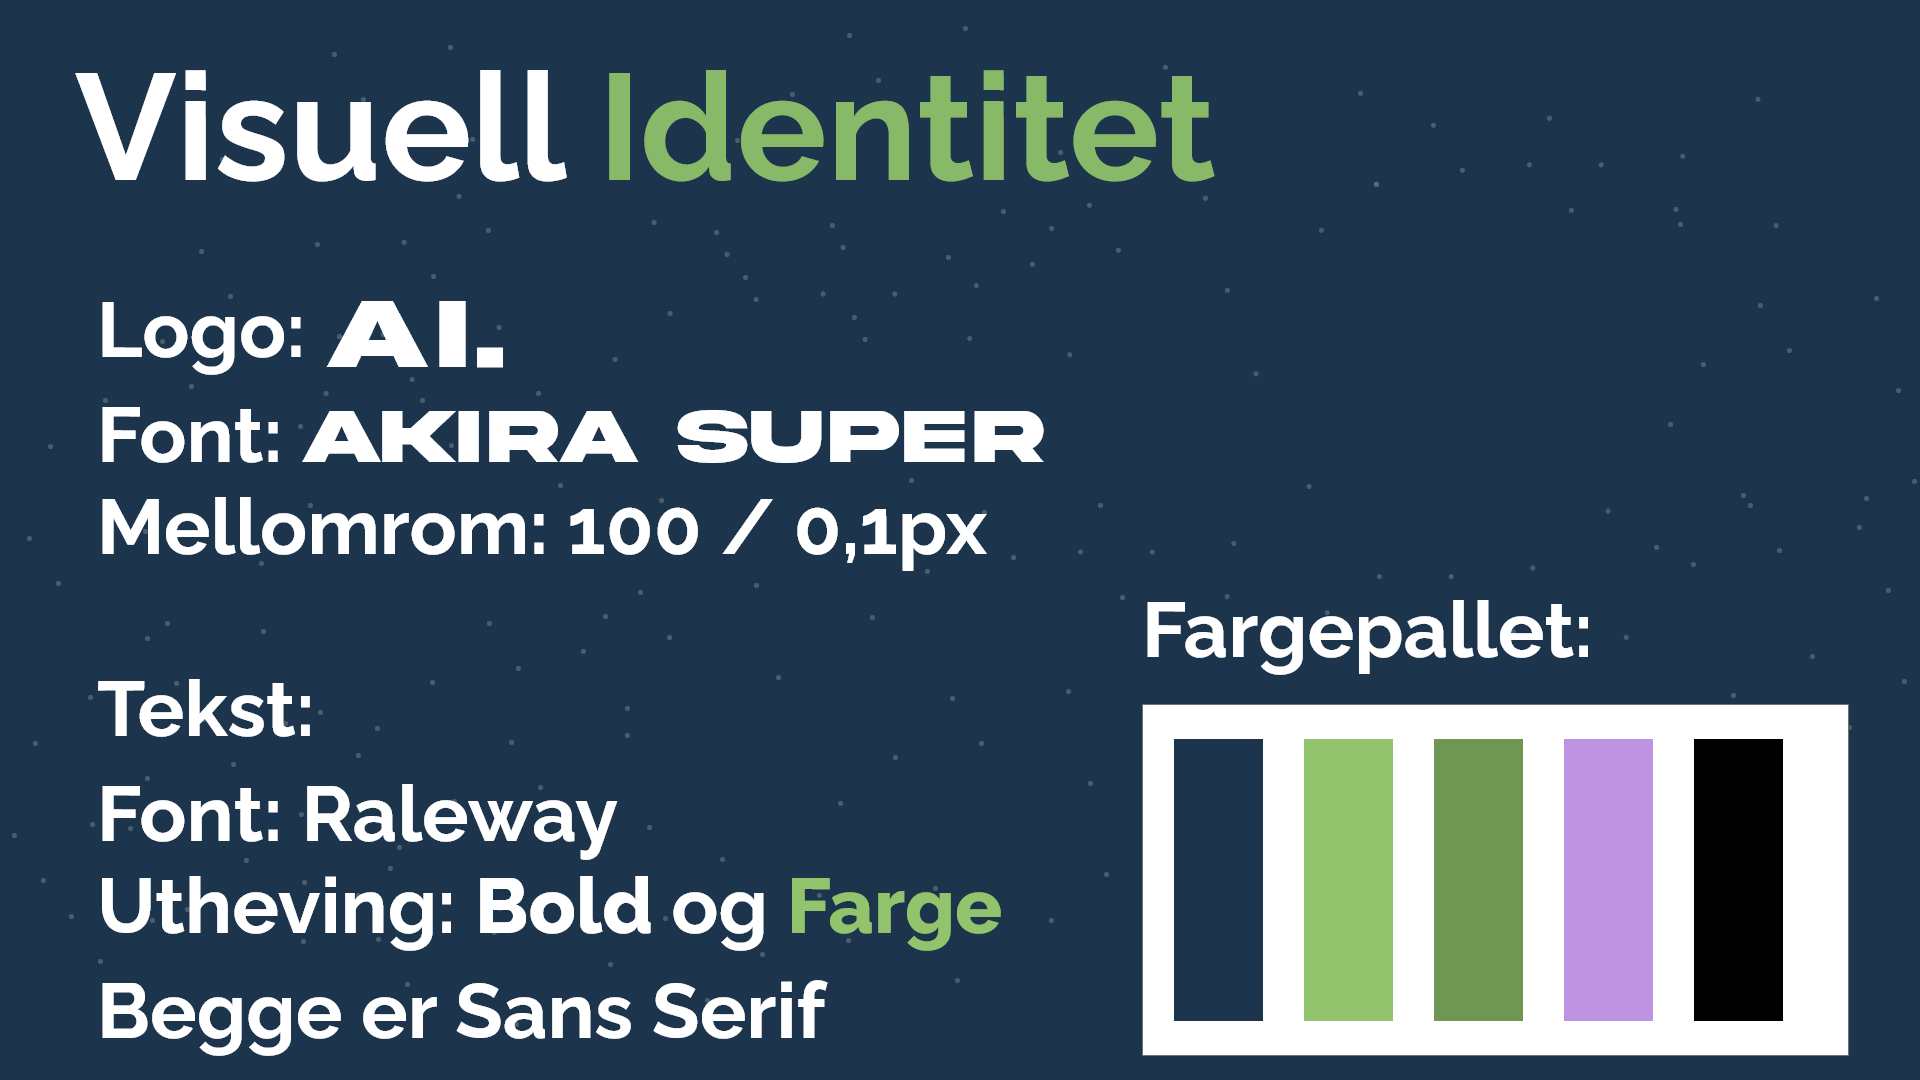 Visuell Identitet
Logo: AI.
Font: AKIRA SUPER
Mellomrom: 100 / 0,1px
Tekst:
Font: Raleway
Utheving: Bold og Farge
Begge er Sans Serif
Fargepallet: